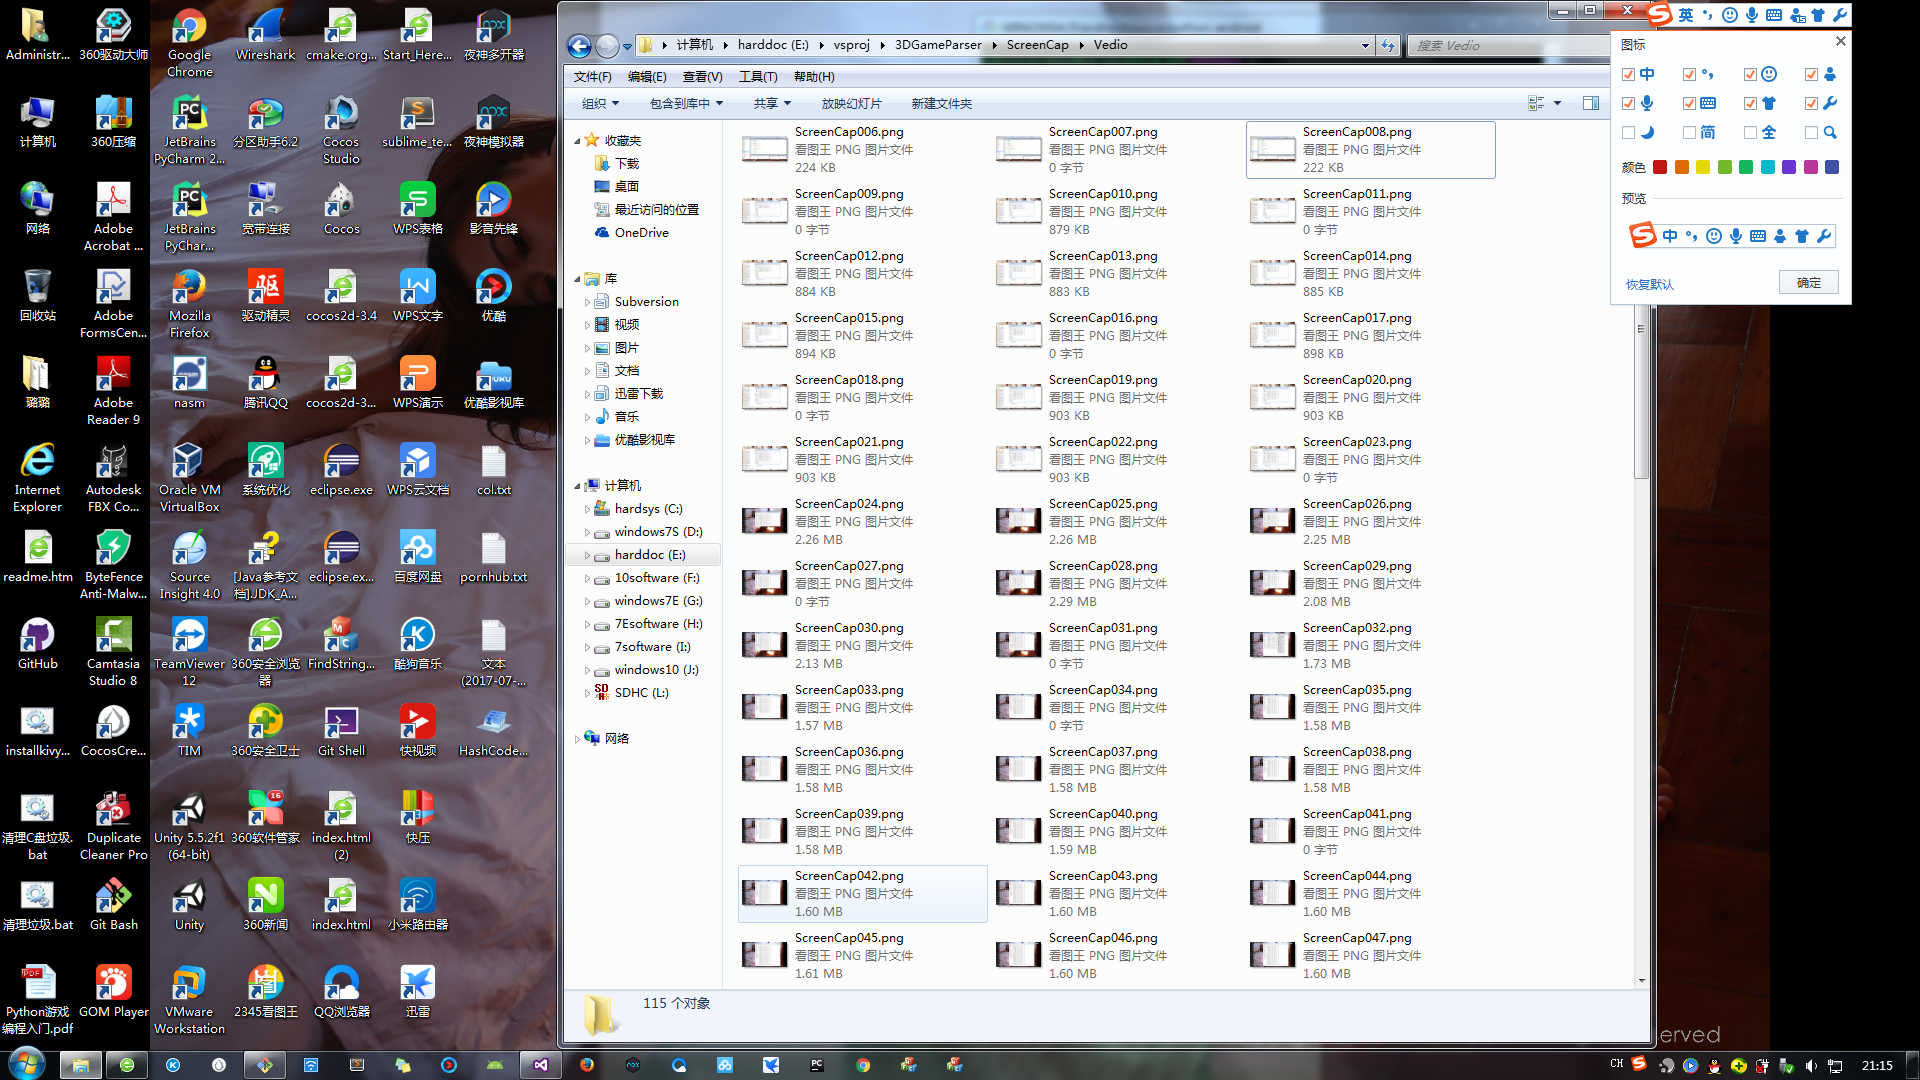 Administr...
360驱动大师
Google Chrome
Wireshark
cmake.org...
Start_Here...
夜神多开器
计算机
360压缩
JetBrains PyCharm 2...
分区助手6.2
Cocos Studio
sublime_te...
夜神模拟器
网络
Adobe Acrobat ...
JetBrains PyChar...
宽带连接
Cocos
WPS表格
影音先锋
回收站
Adobe FormsCen...
Mozilla Firefox
驱动精灵
cocos2d-3.4
WPS文字
优酷
璐璐
Adobe Reader 9
nasm
腾讯QQ
cocos2d-3...
WPS演示
优酷影视库
Internet Explorer
Autodesk FBX Co...
Oracle VM VirtualBox
系统优化
eclipse.exe
WPS云文档
col.txt
readme.htm
ByteFence Anti-Malw...
Source Insight 4.0
[Java参考文档].JDK_A...
eclipse.ex...
百度网盘
pornhub.txt
GitHub
Camtasia Studio 8
TeamViewer 12
360安全浏览器
FindString...
酷狗音乐
文本 (2017-07-...
installkivy...
CocosCre...
TIM
360安全卫士
Git Shell
快视频
HashCode...
清理C盘垃圾.bat
Duplicate Cleaner Pro
Unity 5.5.2f1 (64-bit)
360软件管家
index.html (2)
快压
清理垃圾.bat
Git Bash
Unity
360新闻
index.html
小米路由器
Python游戏编程入门.pdf
GOM Player
VMware Workstation
2345看图王
QQ浏览器
迅雷
计算机 harddoc (E:) vsproj 3DGameParser ScreenCap Vedio
搜索 Vedio
文件(F) 编辑(E) 查看(V) 工具(T) 帮助(H)
组织 包含到库中 共享 放映幻灯片 新建文件夹
收藏夹
下载
桌面
最近访问的位置
OneDrive
库
Subversion
视频
图片
文档
迅雷下载
音乐
优酷影视库
计算机
hardsys (C:)
windows7S (D:)
harddoc (E:)
10software (F:)
windows7E (G:)
7Esoftware (H:)
7software (I:)
windows10 (J:)
SDHC (L:)
网络
ScreenCap006.png ScreenCap007.png ScreenCap008.png
看图王 PNG 图片文件 看图王 PNG 图片文件 看图王 PNG 图片文件
224 KB 0 字节 222 KB
ScreenCap009.png ScreenCap010.png ScreenCap011.png
看图王 PNG 图片文件 看图王 PNG 图片文件 看图王 PNG 图片文件
0 字节 879 KB 0 字节
ScreenCap012.png ScreenCap013.png ScreenCap014.png
看图王 PNG 图片文件 看图王 PNG 图片文件 看图王 PNG 图片文件
884 KB 883 KB 885 KB
ScreenCap015.png ScreenCap016.png ScreenCap017.png
看图王 PNG 图片文件 看图王 PNG 图片文件 看图王 PNG 图片文件
894 KB 0 字节 898 KB
ScreenCap018.png ScreenCap019.png ScreenCap020.png
看图王 PNG 图片文件 看图王 PNG 图片文件 看图王 PNG 图片文件
0 字节 903 KB 903 KB
ScreenCap021.png ScreenCap022.png ScreenCap023.png
看图王 PNG 图片文件 看图王 PNG 图片文件 看图王 PNG 图片文件
903 KB 903 KB 0 字节
ScreenCap024.png ScreenCap025.png ScreenCap026.png
看图王 PNG 图片文件 看图王 PNG 图片文件 看图王 PNG 图片文件
2.26 MB 2.26 MB 2.25 MB
ScreenCap027.png ScreenCap028.png ScreenCap029.png
看图王 PNG 图片文件 看图王 PNG 图片文件 看图王 PNG 图片文件
0 字节 2.29 MB 2.08 MB
ScreenCap030.png ScreenCap031.png ScreenCap032.png
看图王 PNG 图片文件 看图王 PNG 图片文件 看图王 PNG 图片文件
2.13 MB 0 字节 1.73 MB
ScreenCap033.png ScreenCap034.png ScreenCap035.png
看图王 PNG 图片文件 看图王 PNG 图片文件 看图王 PNG 图片文件
1.57 MB 0 字节 1.58 MB
ScreenCap036.png ScreenCap037.png ScreenCap038.png
看图王 PNG 图片文件 看图王 PNG 图片文件 看图王 PNG 图片文件
1.58 MB 1.58 MB 1.58 MB
ScreenCap039.png ScreenCap040.png ScreenCap041.png
看图王 PNG 图片文件 看图王 PNG 图片文件 看图王 PNG 图片文件
1.58 MB 1.59 MB 0 字节
ScreenCap042.png ScreenCap043.png ScreenCap044.png
看图王 PNG 图片文件 看图王 PNG 图片文件 看图王 PNG 图片文件
1.60 MB 1.60 MB 1.60 MB
ScreenCap045.png ScreenCap046.png ScreenCap047.png
看图王 PNG 图片文件 看图王 PNG 图片文件 看图王 PNG 图片文件
1.61 MB 1.60 MB 1.60 MB
115 个对象
英
图标
中
简 全
颜色
预览
中
恢复默认 确定
erved
CH 21:15